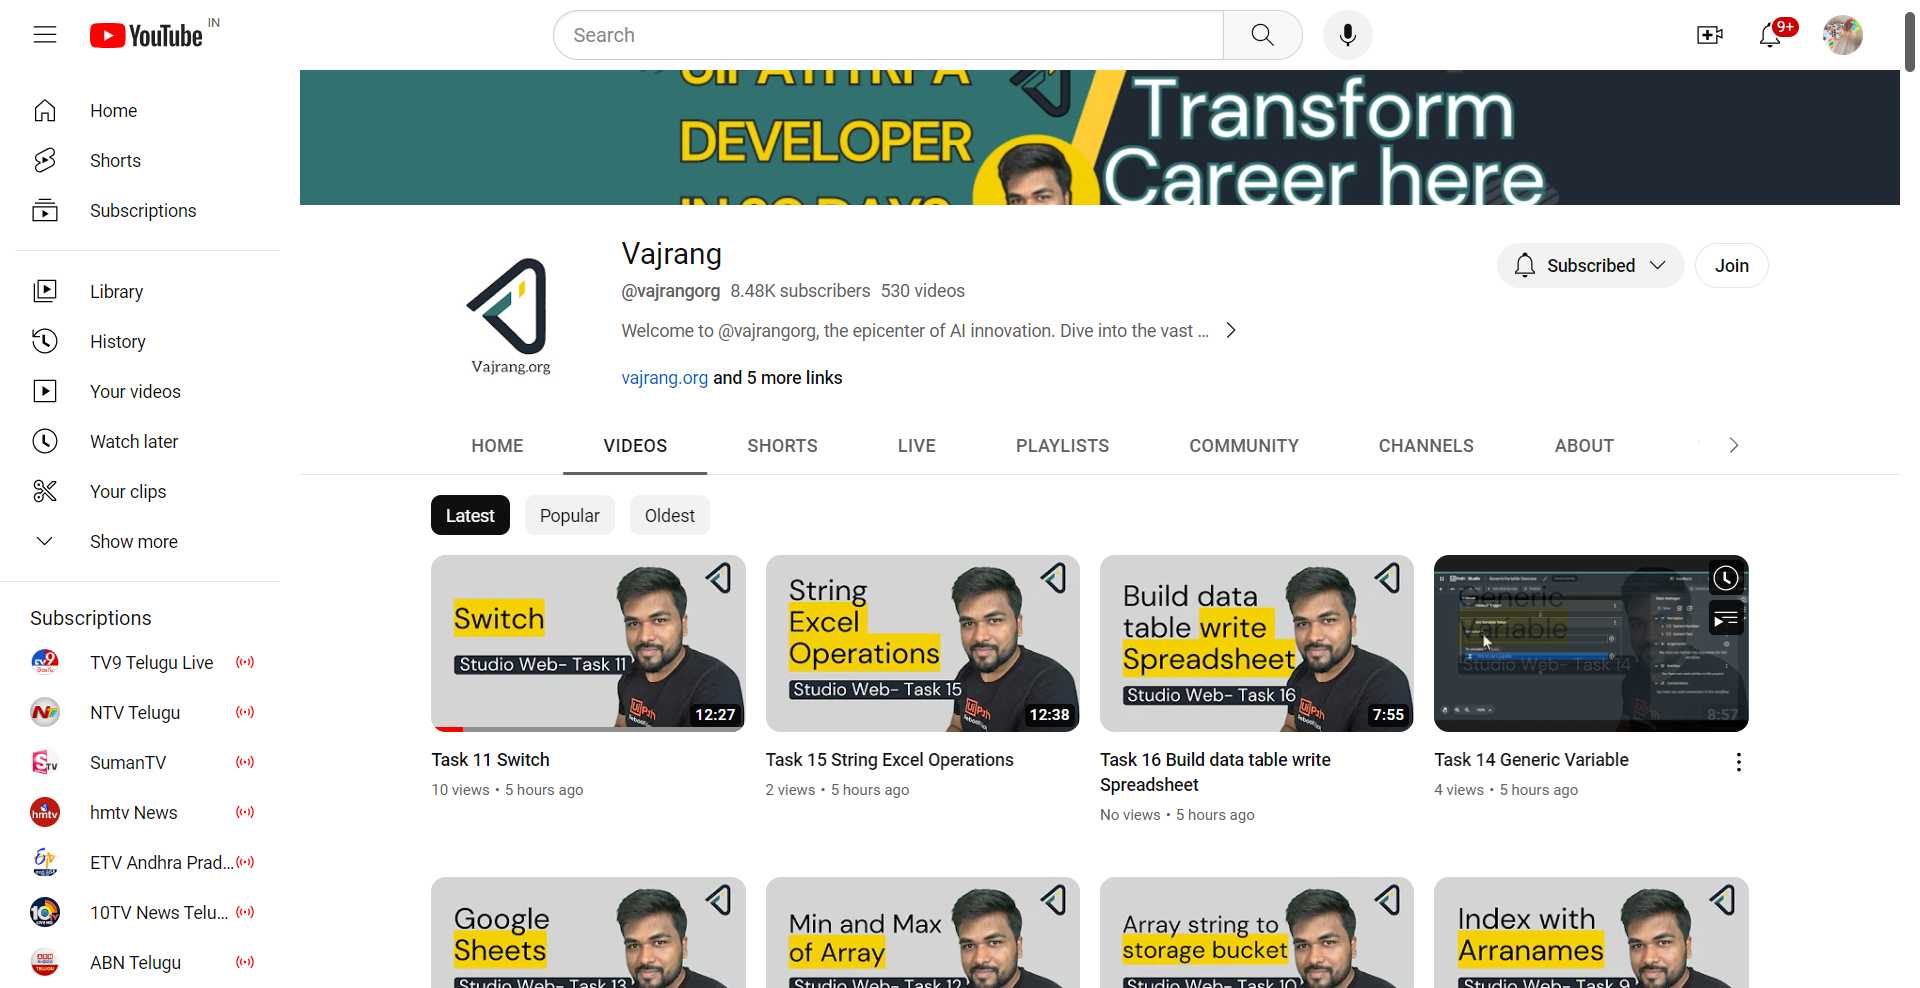 YouTube IN
Search
9+
Home
Shorts
Subscriptions
Library
History
Your videos
Watch later
Your clips
Show more
Subscriptions
TV9 Telugu Live
NTV Telugu
SumanTV
hmtv News
ETV Andhra Prad...
10TV News Telu...
ABN Telugu
UIPATH RPA
DEVELOPER
IN 30 DAYS
Transform
Career here
Vajrang.org
Vajrang
@vajrangorg 8.48K subscribers 530 videos
Welcome to @vajrangorg, the epicenter of AI innovation. Dive into the vast ...
vajrang.org and 5 more links
Subscribed
Join
HOME VIDEOS SHORTS LIVE PLAYLISTS COMMUNITY CHANNELS ABOUT
Latest Popular Oldest
Switch
Studio Web- Task 11
12:27
Task 11 Switch
10 views • 5 hours ago
String
Excel
Operations
Studio Web- Task 15
12:38
Task 15 String Excel Operations
2 views • 5 hours ago
Build data
table write
Spreadsheet
Studio Web- Task 16
7:55
Task 16 Build data table write
Spreadsheet
No views • 5 hours ago
Generic
Variable
Studio Web- Task 14
8:57
Task 14 Generic Variable
4 views • 5 hours ago
Google
Sheets
Studio Web- Task 13
Min and Max
of Array
Studio Web- Task 12
Array string to
storage bucket
Studio Web- Task 10
Index with
Arranames
Studio Web- Task 9